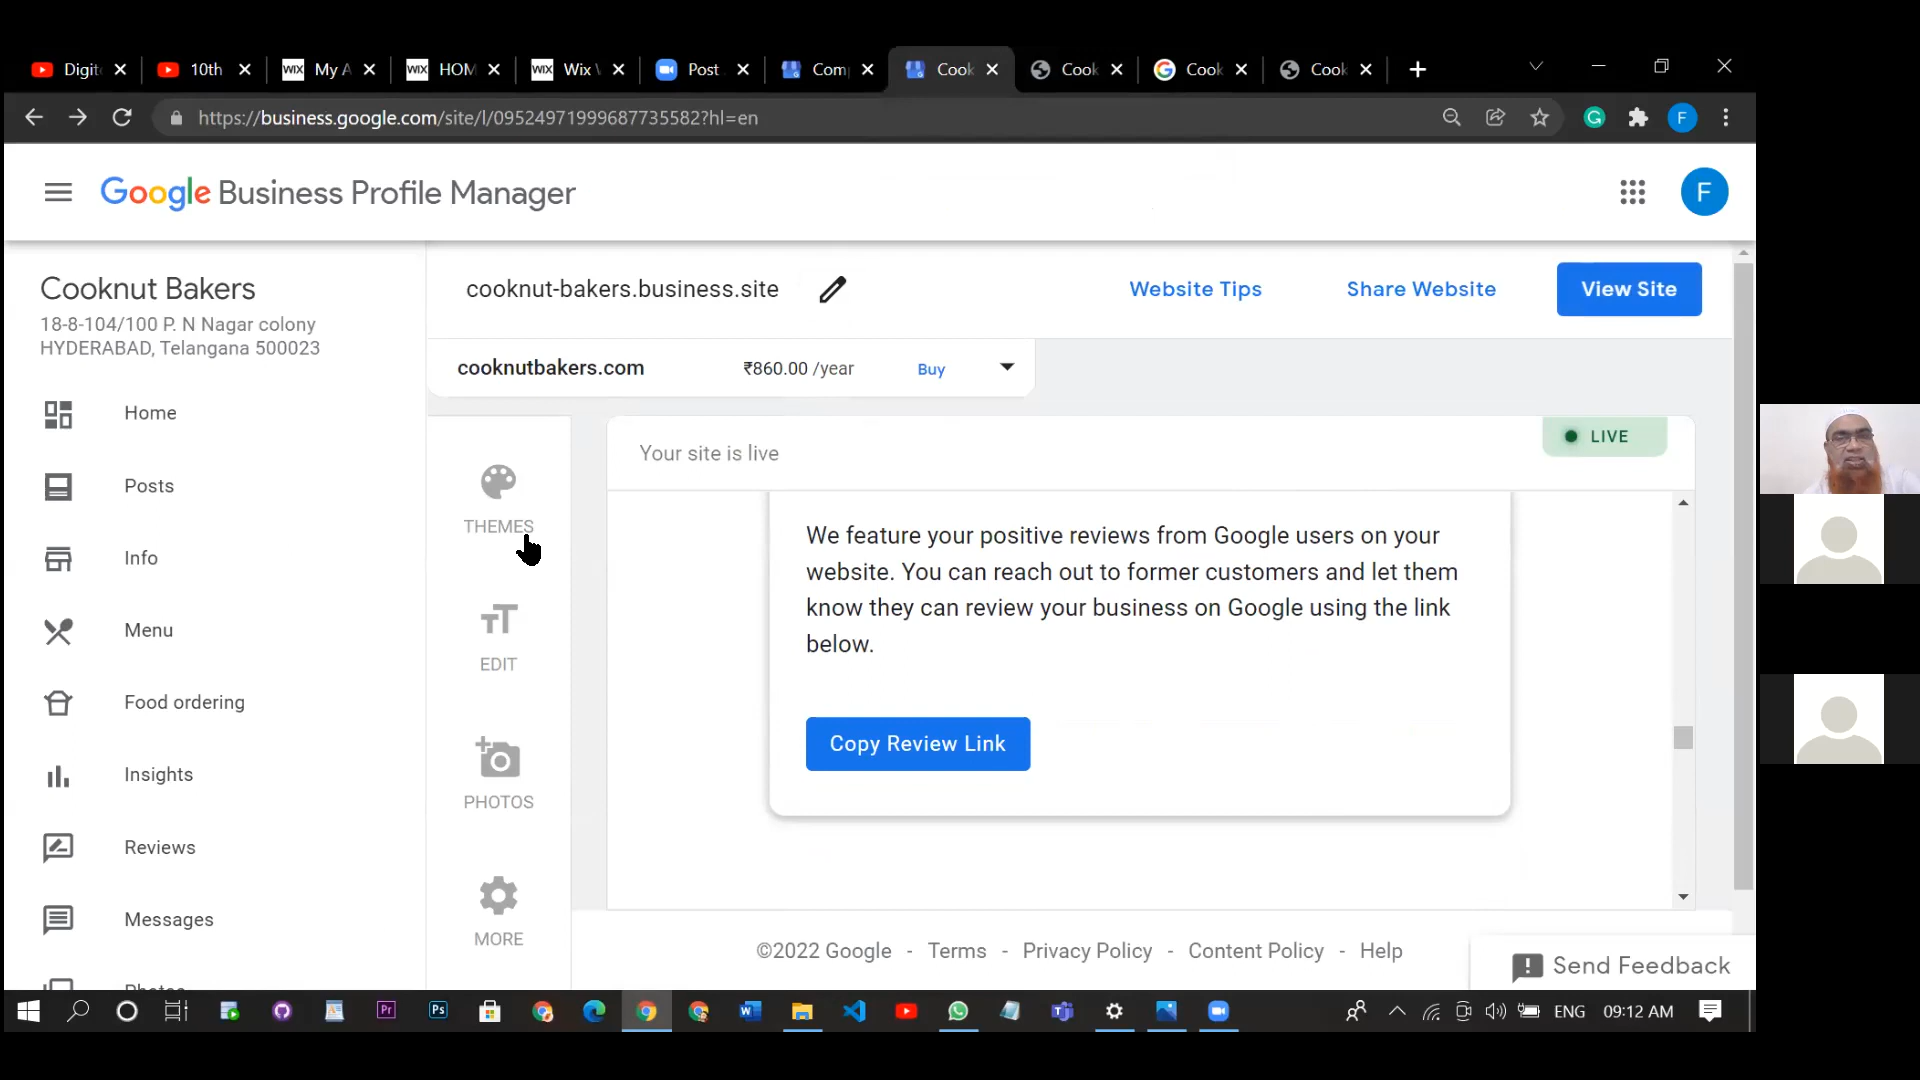 Digit
10th
WIX My A
WIX HOM
WIX Wix \
Post
Com
Cook
Cook
Cook
Cook
https://business.google.com/site/l/09524971999687735582?hl=en
F
Google Business Profile Manager
F
Cooknut Bakers
18-8-104/100 P. N Nagar colony
HYDERABAD, Telangana 500023
Home
Posts
Info
Menu
Food ordering
Insights
Reviews
Messages
Photos
cooknut-bakers.business.site
Website Tips
Share Website
View Site
cooknutbakers.com
₹860.00 /year
Buy
THEMES
EDIT
PHOTOS
MORE
Your site is live
LIVE
We feature your positive reviews from Google users on your
website. You can reach out to former customers and let them
know they can review your business on Google using the link
below.
Copy Review Link
©2022 Google - Terms - Privacy Policy - Content Policy - Help
Send Feedback
Pr
Ps
ENG
09:12 AM